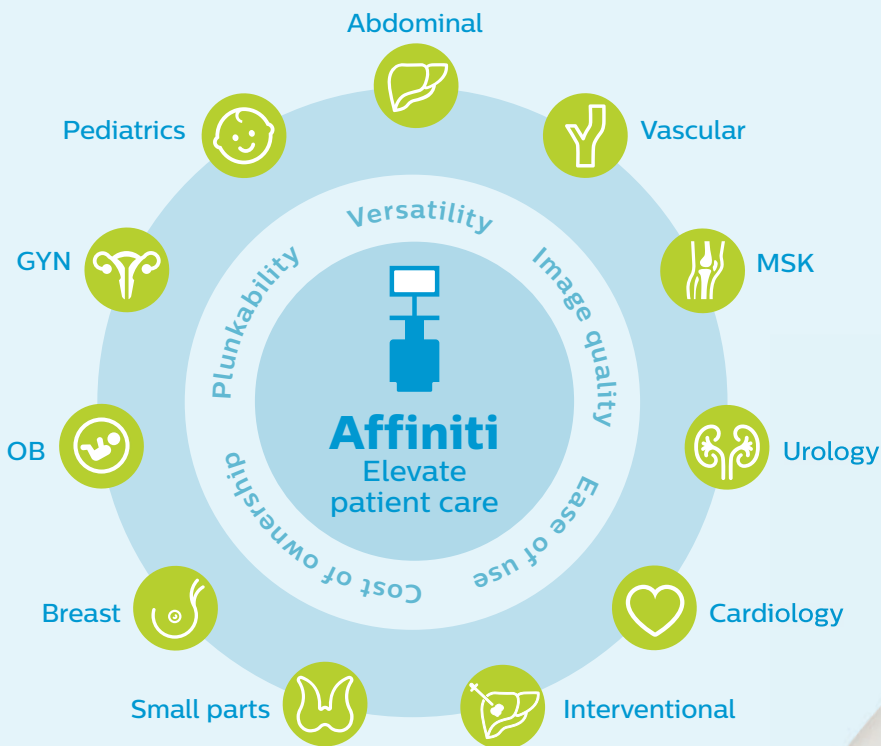 Abdominal
Pediatrics
Vascular
GYN
MSK
OB
Urology
Breast
Cardiology
Small parts
Interventional
Versatility
Image quality
Ease of use
Cost of ownership
Plunkability
Affiniti
Elevate
patient care